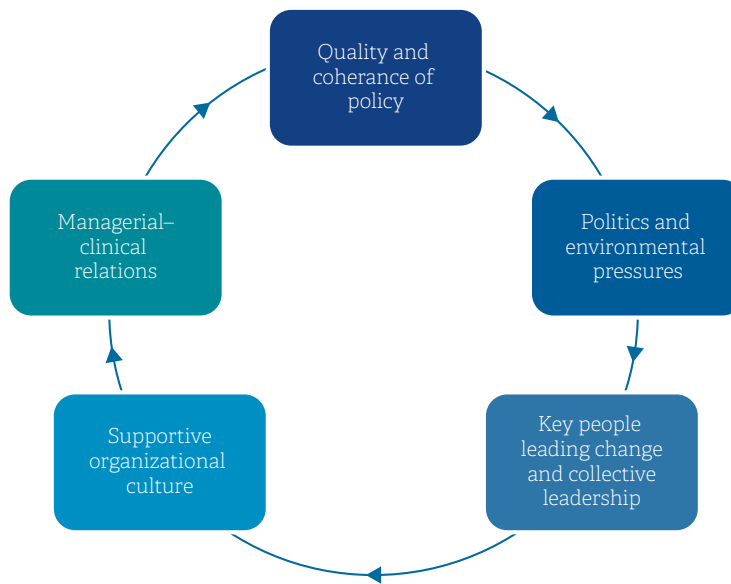 Quality and
coherance of
policy
Politics and
environmental
pressures
Key people
leading change
and collective
leadership
Supportive
organizational
culture
Managerial–
clinical
relations